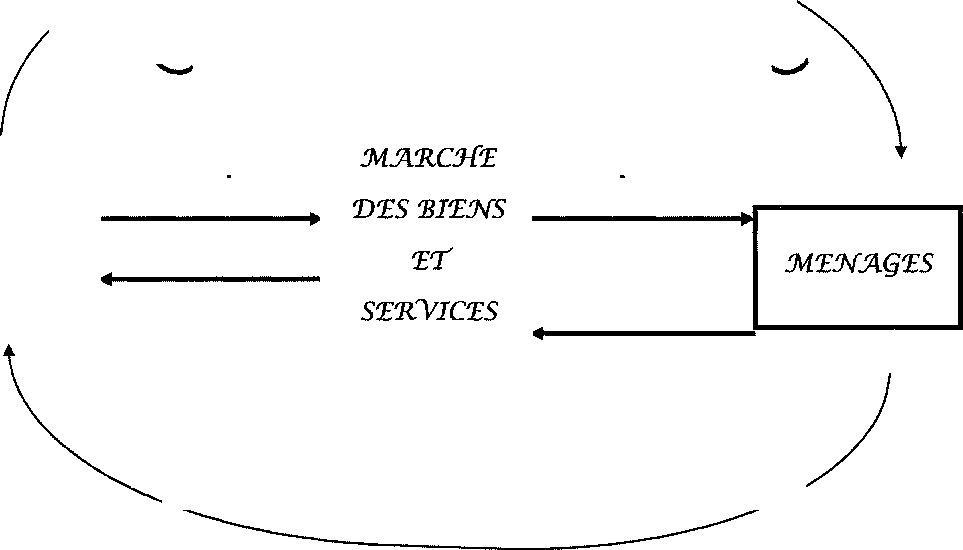 MARCHE
DES BIENS
ET
SERVICES
MENAGES